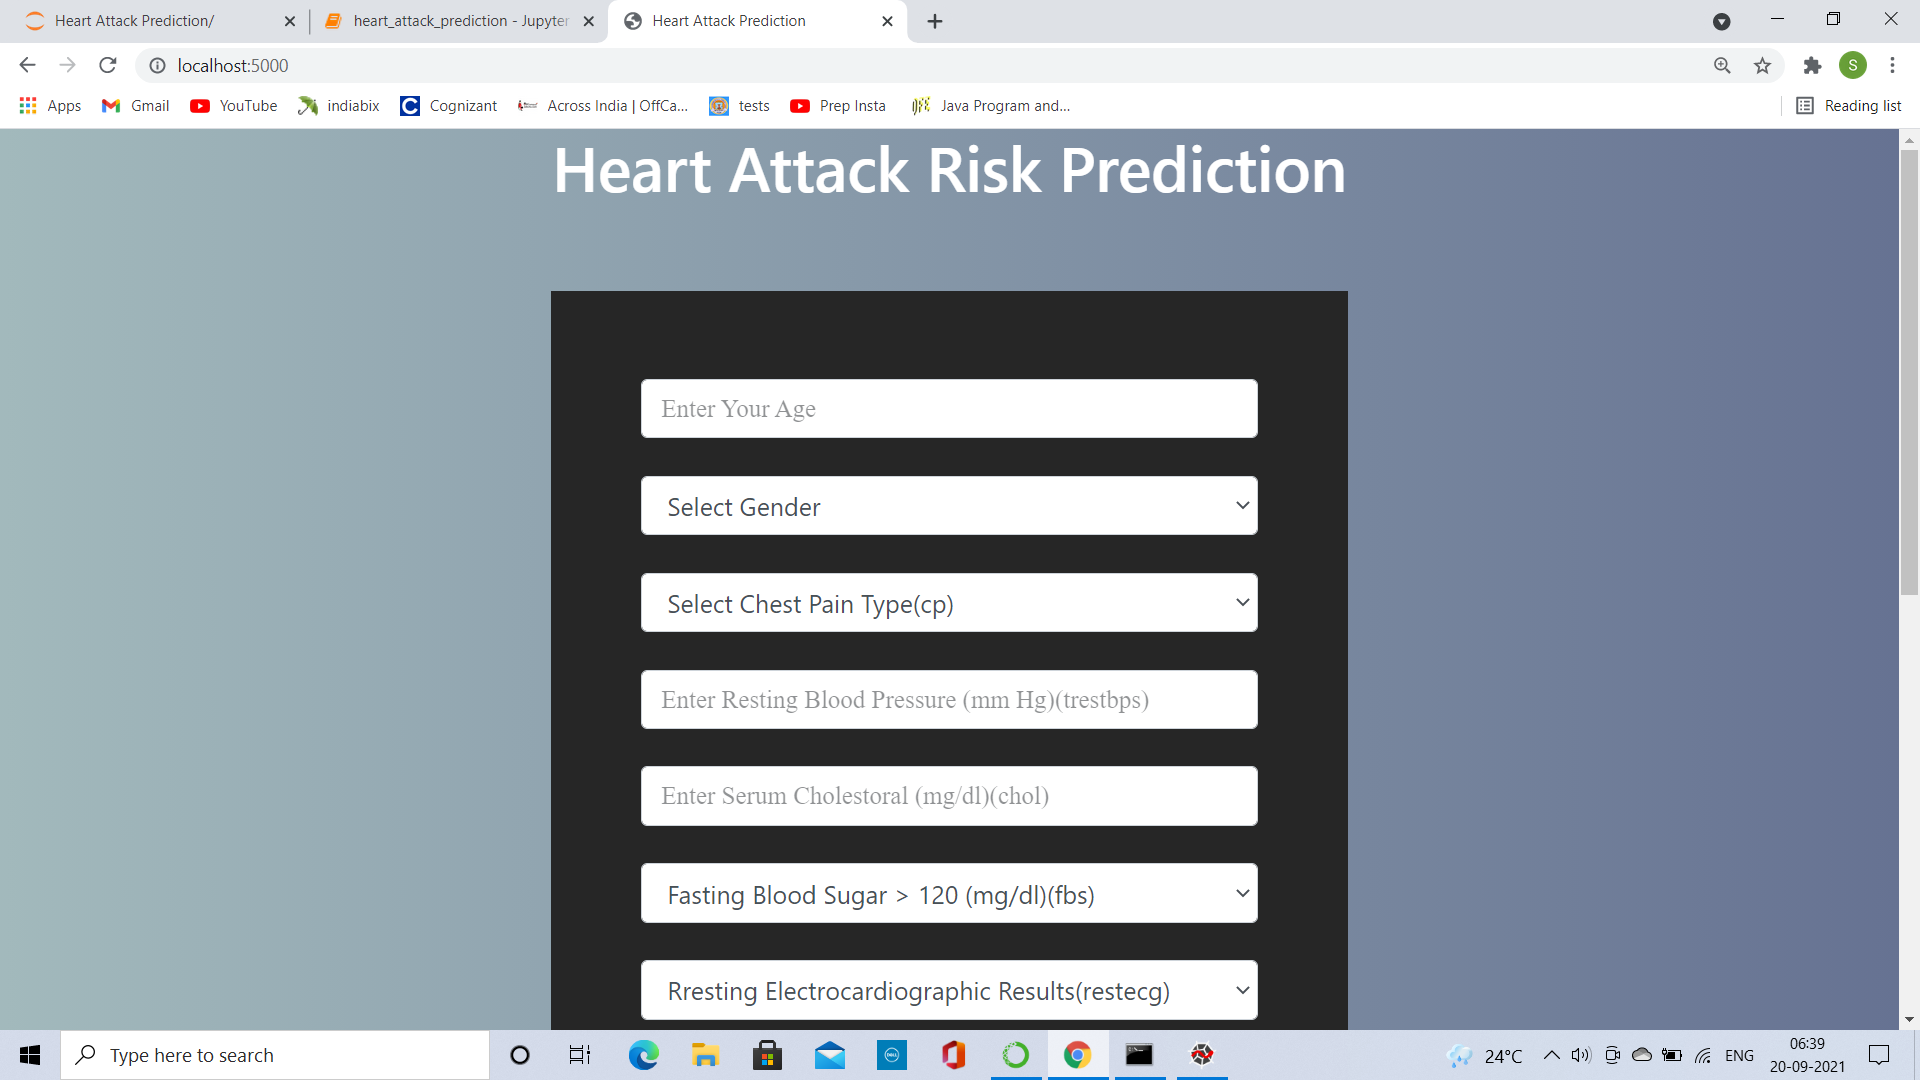 Heart Attack Prediction/
heart_attack_prediction - Jupyter
Heart Attack Prediction
S
localhost:5000
Apps
Gmail
YouTube
indiabix
C
Cognizant
Across India | OffCa...
tests
Prep Insta
Java Program and...
Reading list
Heart Attack Risk Prediction
Enter Your Age
Select Gender
Select Chest Pain Type(cp)
Enter Resting Blood Pressure (mm Hg)(trestbps)
Enter Serum Cholestoral (mg/dl)(chol)
Fasting Blood Sugar > 120 (mg/dl)(fbs)
Rresting Electrocardiographic Results(restecg)
Type here to search
DELL
24°C
ENG
06:39
20-09-2021